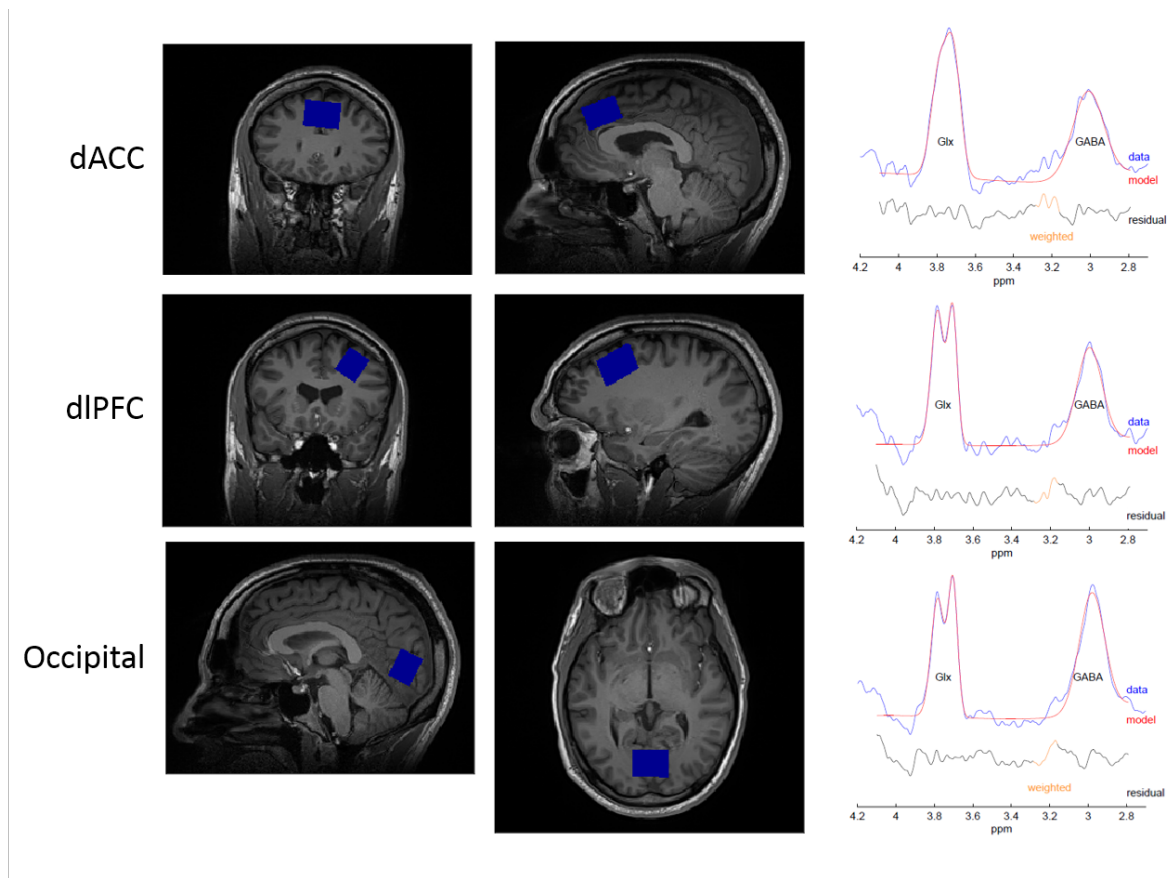 dACC
Glx
GABA
data
model
residual
weighted
4.2 4 3.8 3.6 3.4 3.2 3 2.8
ppm
dlPFC
Glx
GABA
data
model
residual
4.2 4 3.8 3.6 3.4 3.2 3 2.8
ppm
Occipital
Glx
GABA
data
model
weighted
residual
4.2 4 3.8 3.6 3.4 3.2 3 2.8
ppm